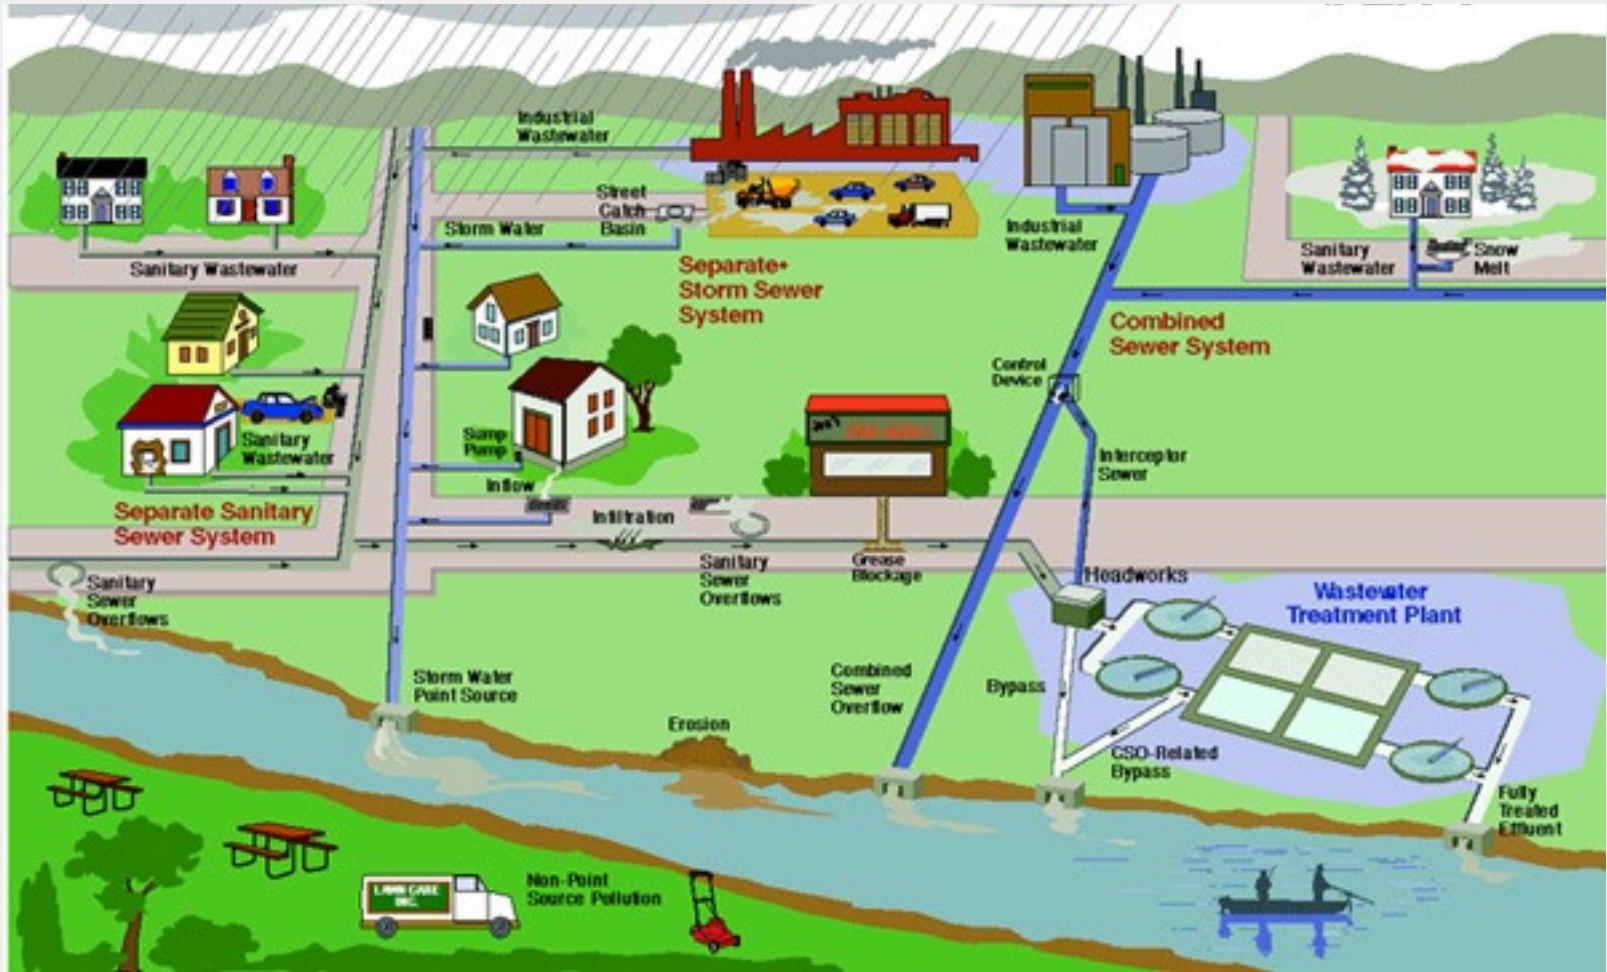 Industrial
Wastewater
Street
Catch
Basin
Storm Water
Sanitary Wastewater
Separate•
Storm Sewer
System
Industrial
Wastewater
Sanitary
Wastewater
Snow
Melt
Combined
Sewer System
Control
Device
Sanitary
Wastewater
Sump
Pump
Inflow
Interceptor
Sewer
Separate Sanitary
Sewer System
Infiltration
Sanitary
Sewer
Overflows
Grease
Blockage
Sanitary
Sewer
Overflows
Headworks
Wastewater
Treatment Plant
Storm Water
Point Source
Combined
Sewer
Overflow
Bypass
Erosion
CSO-Related
Bypass
Fully
Treated
Effluent
LAWN CARE
INC.
Non-Point
Source Pollution